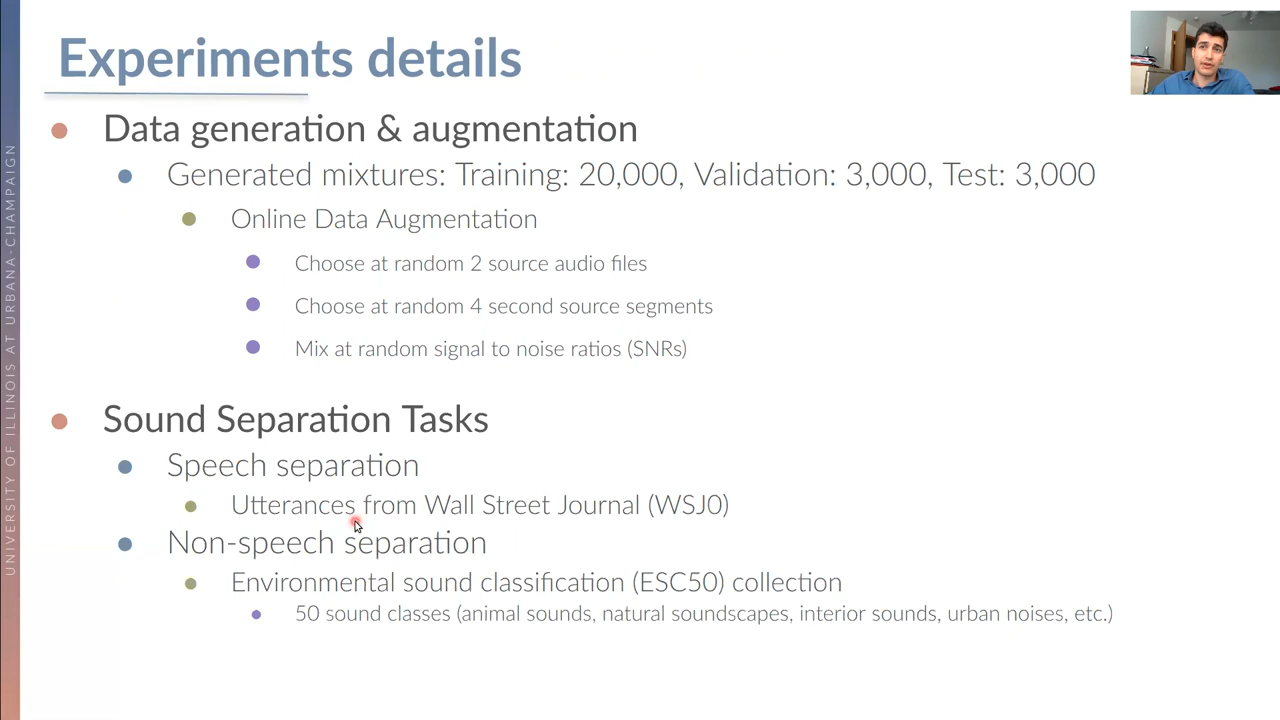 Experiments details
Data generation & augmentation
Generated mixtures: Training: 20,000, Validation: 3,000, Test: 3,000
Online Data Augmentation
Choose at random 2 source audio files
Choose at random 4 second source segments
Mix at random signal to noise ratios (SNRs)
Sound Separation Tasks
Speech separation
Utterances from Wall Street Journal (WSJ0)
Non-speech separation
Environmental sound classification (ESC50) collection
50 sound classes (animal sounds, natural soundscapes, interior sounds, urban noises, etc.)
UNIVERSITY OF ILLINOIS AT URBANA-CHAMPAIGN